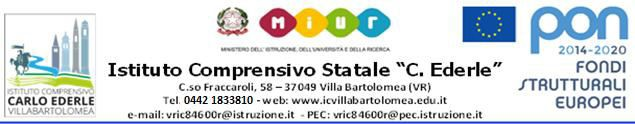 MIUR
MINISTERO DELL' ISTRUZIONE, DELL'UNIVERSITÀ E DELLA RICERCA
pon
2014-2020
FONDI
STRUTTURALI
EUROPEI
ISTITUTO COMPRENSIVO
CARLO EDERLE
VILLABARTOLOMEA
Istituto Comprensivo Statale “C. Ederle”
C.so Fraccaroli, 58 – 37049 Villa Bartolomea (VR)
Tel. 0442 1833810 - web: www.icvillabartolomea.edu.it
e-mail: vric84600r@istruzione.it - PEC: vric84600r@pec.istruzione.it